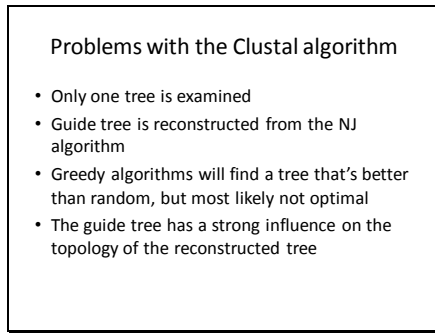 Problems with the Clustal algorithm
• Only one tree is examined
• Guide tree is reconstructed from the NJ
algorithm
• Greedy algorithms will find a tree that's better
than random, but most likely not optimal
• The guide tree has a strong influence on the
topology of the reconstructed tree